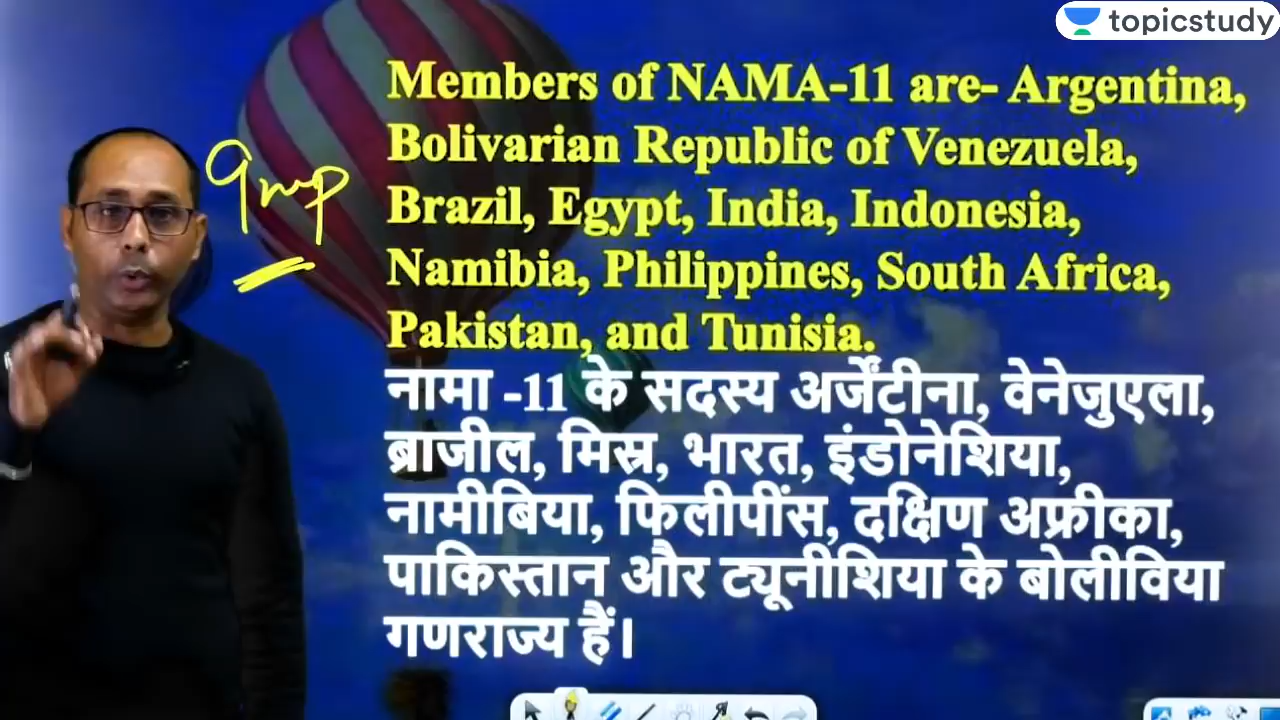 topicstudy
Members of NAMA-11 are- Argentina,
Bolivarian Republic of Venezuela,
Brazil, Egypt, India, Indonesia,
Namibia, Philippines, South Africa,
Pakistan, and Tunisia.
नामा -11 के सदस्य अर्जेंटीना, वेनेजुएला,
ब्राजील, मिस्र, भारत, इंडोनेशिया,
नामीबिया, फिलीपींस, दक्षिण अफ्रीका,
पाकिस्तान और ट्यूनीशिया के बोलीविया
गणराज्य हैं।